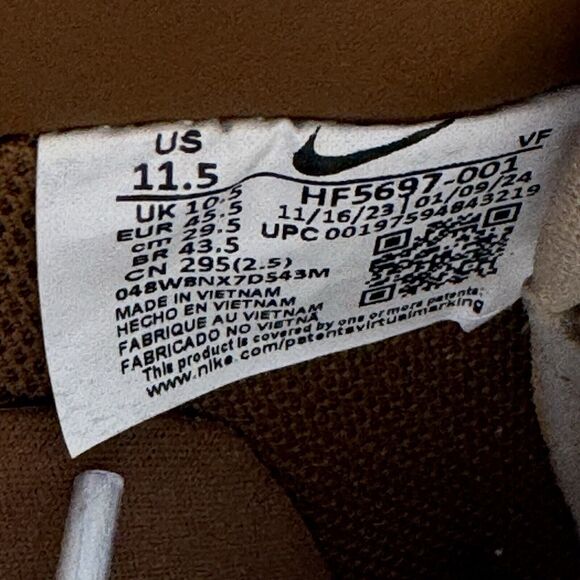 US
11.5
UK 10.5
EUR 45.5
cm 29.5
BR 43.5
CN 295(2.5)
VF
HF5697-001
11/16/23 | 01/09/24
UPC 00197594843219
048W8NX7D543M
MADE IN VIETNAM
HECHO EN VIETNAM
FABRIQUE AU VIETNAM
FABRICADO NO VIETNÃ
This product is covered by one or more patents:
www.nike.com/patentsvirtualmarking